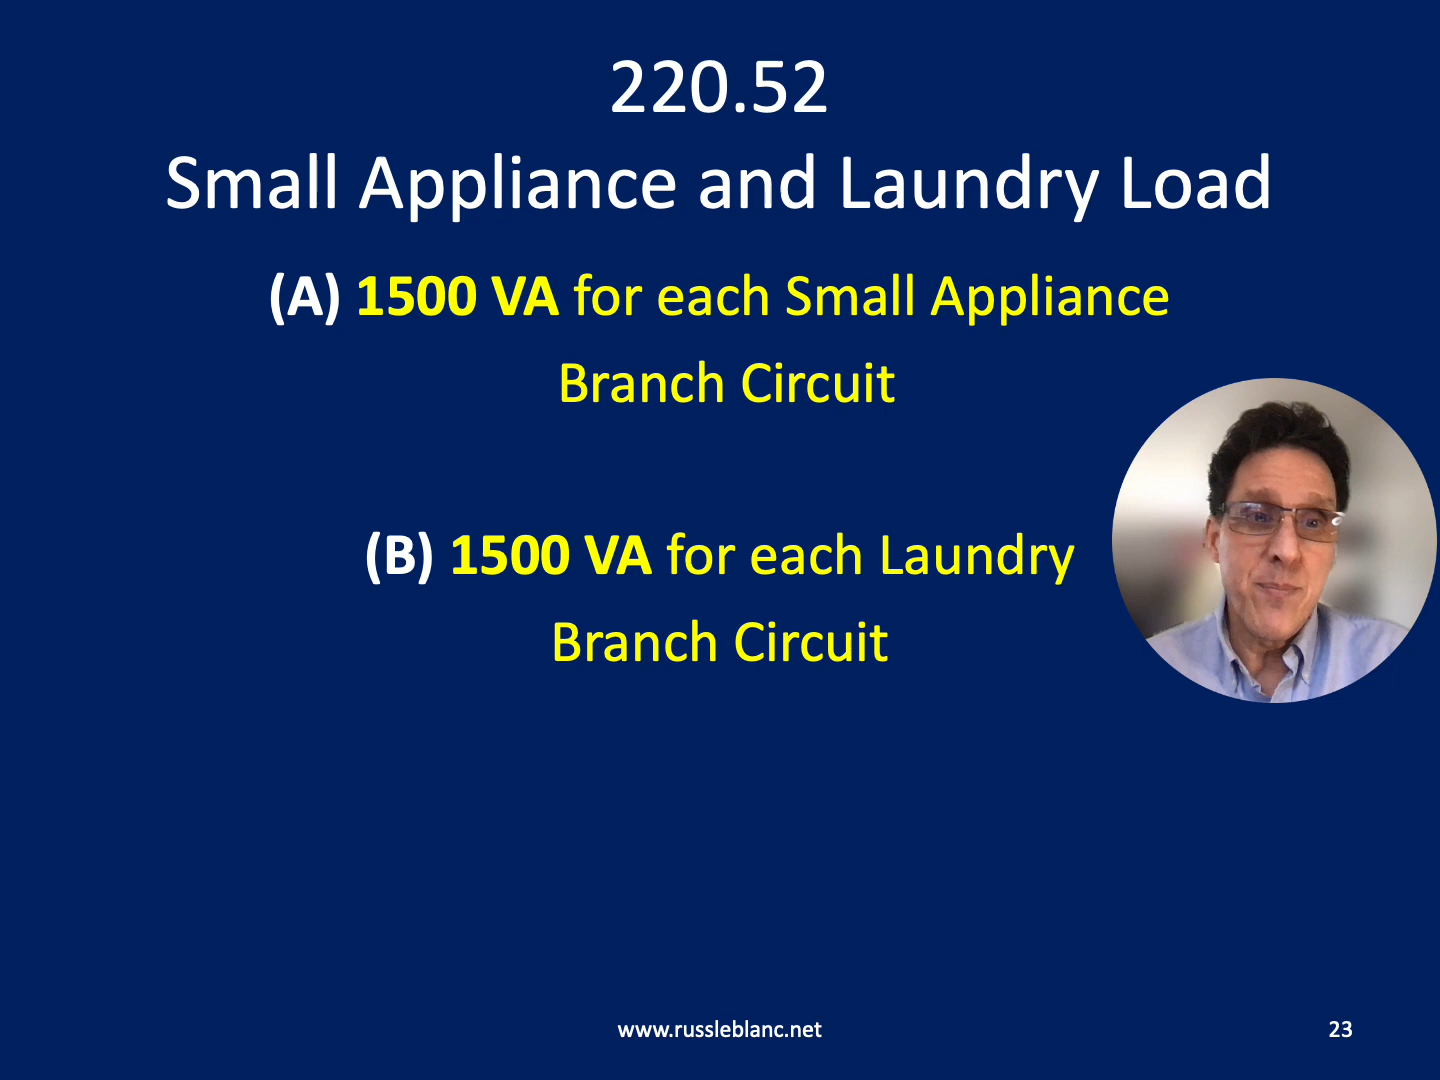 220.52
Small Appliance and Laundry Load
(A) 1500 VA for each Small Appliance
Branch Circuit
(B) 1500 VA for each Laundry
Branch Circuit
www.russleblanc.net
23